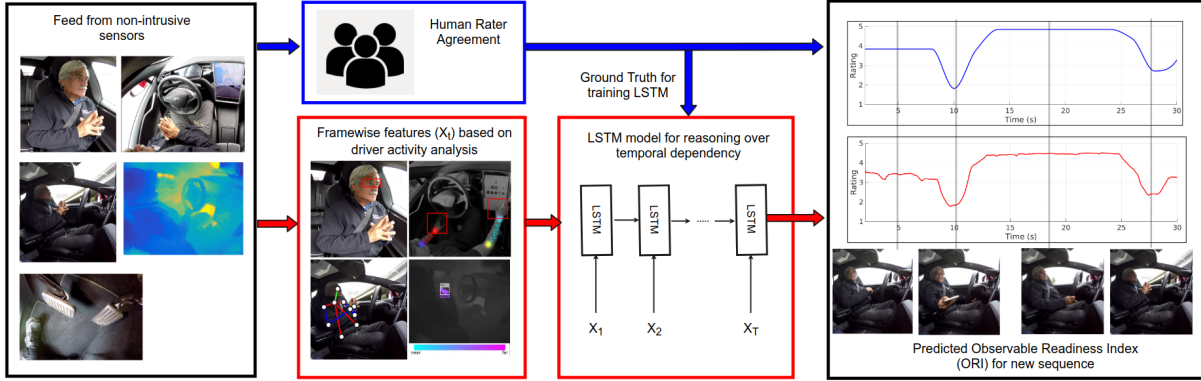 Feed from non-intrusive
sensors
Human Rater
Agreement
Ground Truth for
training LSTM
Framewise features (Xt) based on
driver activity analysis
near
far
LSTM model for reasoning over
temporal dependency
LSTM
LSTM
.....
LSTM
X1
X2
XT
5
4
3
2
1
Rating
5
10
15
20
25
30
Time (s)
5
4
3
2
1
Rating
5
10
15
20
25
30
Time (s)
Predicted Observable Readiness Index
(ORI) for new sequence